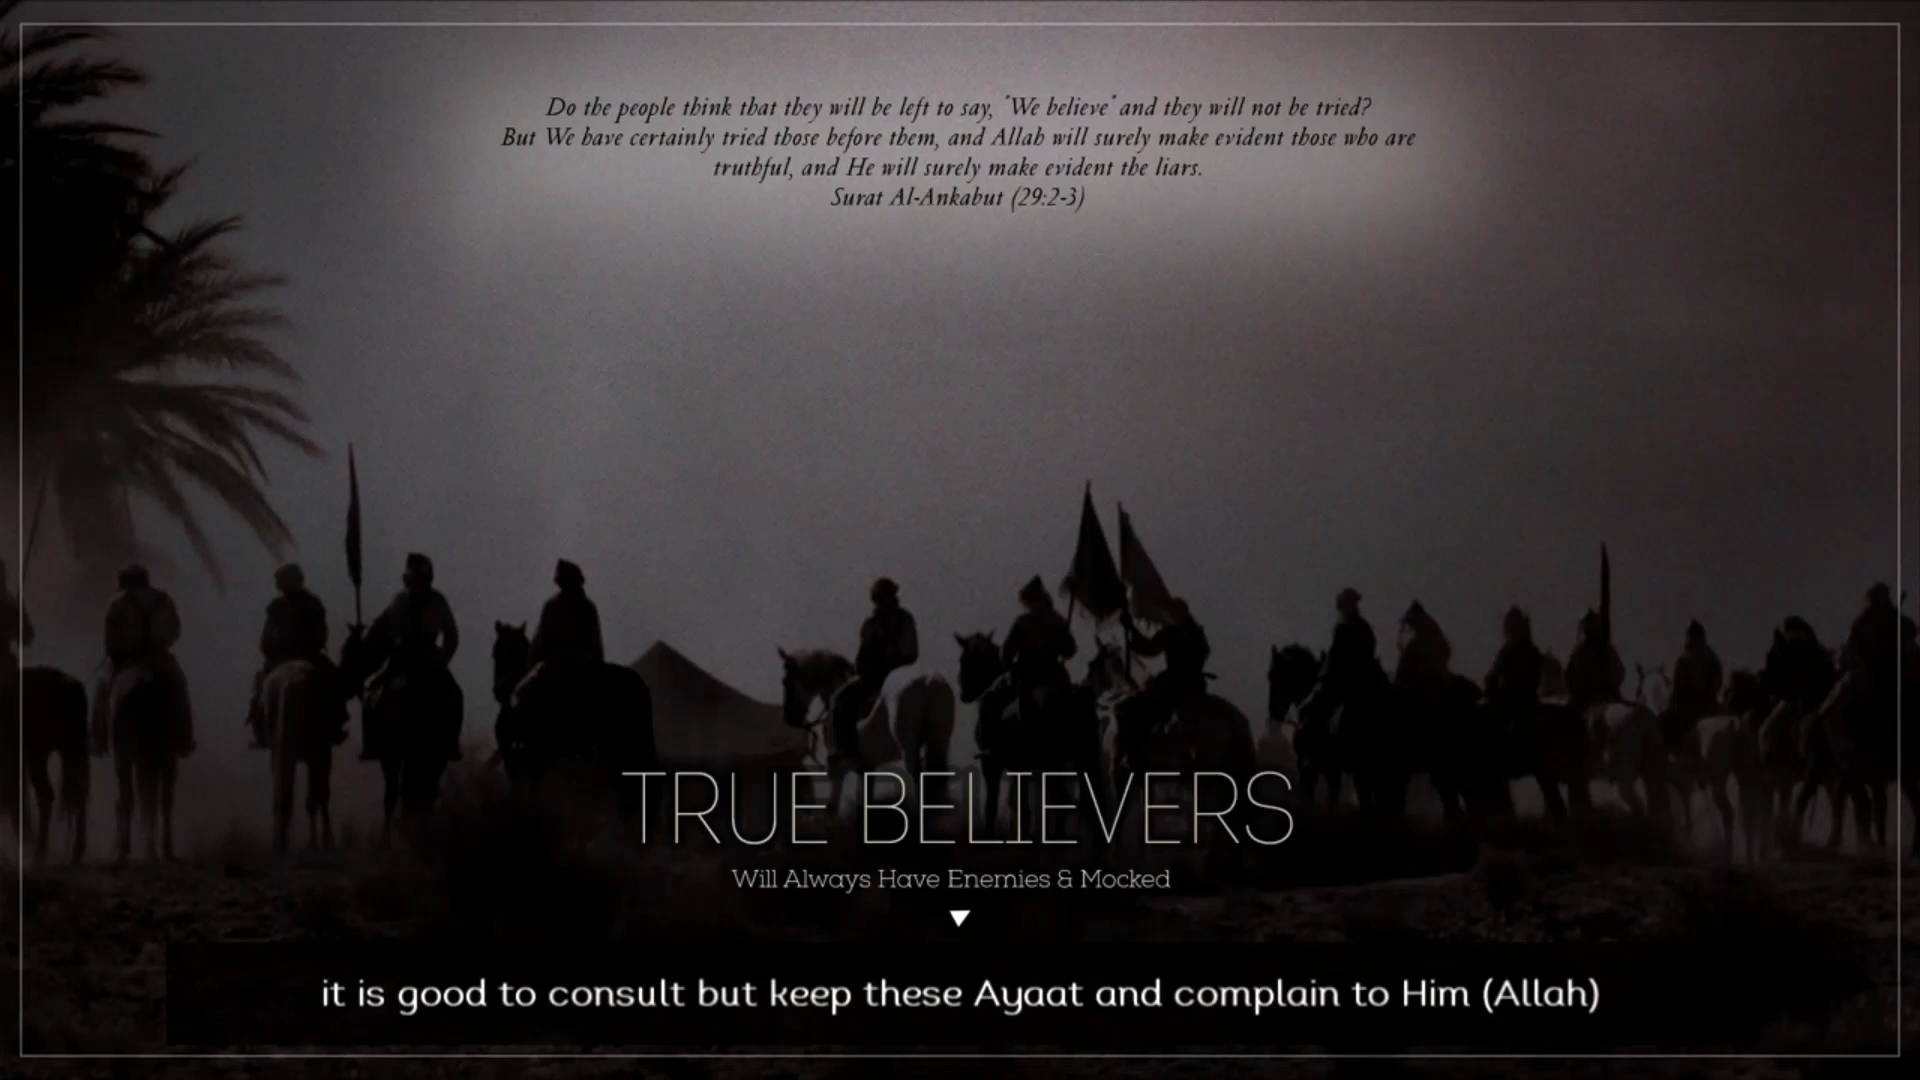 Do the people think that they will be left to say, "We believe" and they will not be tried?
But We have certainly tried those before them, and Allah will surely make evident those who are
truthful, and He will surely make evident the liars.
Surat Al-Ankabut (29:2-3)
TRUE BELIEVERS
Will Always Have Enemies & Mocked
it is good to consult but keep these Ayaat and complain to Him (Allah)